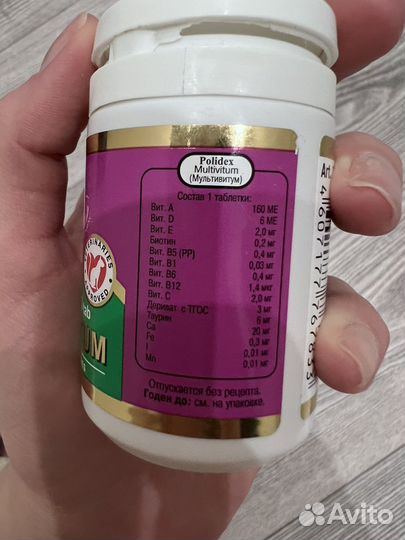 Polidex
Multivitum
(Мультивитум)
Состав 1 таблетки:
Вит. А 160 МЕ
Вит. D 6 МЕ
Вит. Е 2,0 мг
Биотин 0,2 мг
Вит. В5 (РР) 0,4 мг
Вит. В1 0,03 мг
Вит. В6 0,4 мг
Вит. В12 1,4 мкг
Вит. С 2,0 мг
Дериват с ТГОС 3 мг
Таурин 6 мг
Ca 20 мг
Fe 0,3 мг
I 0,01 мг
Mn 0,01 мг
Отпускается без рецепта.
Годен до: см. на упаковке.
UM
Art.
Avito